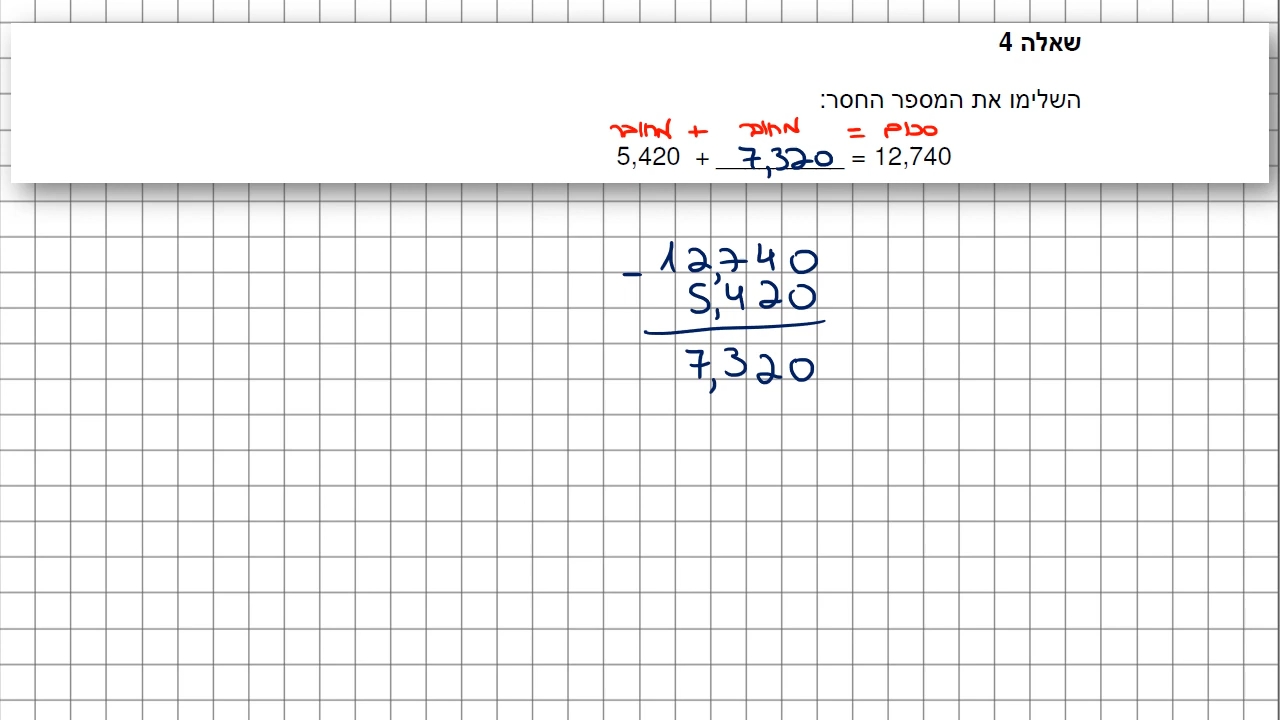 שאלה 4
השלימו את המספר החסר:
מחובר + מחובר = סכום
5,420 + 7,320 = 12,740
- 12,740
5,420
7,320